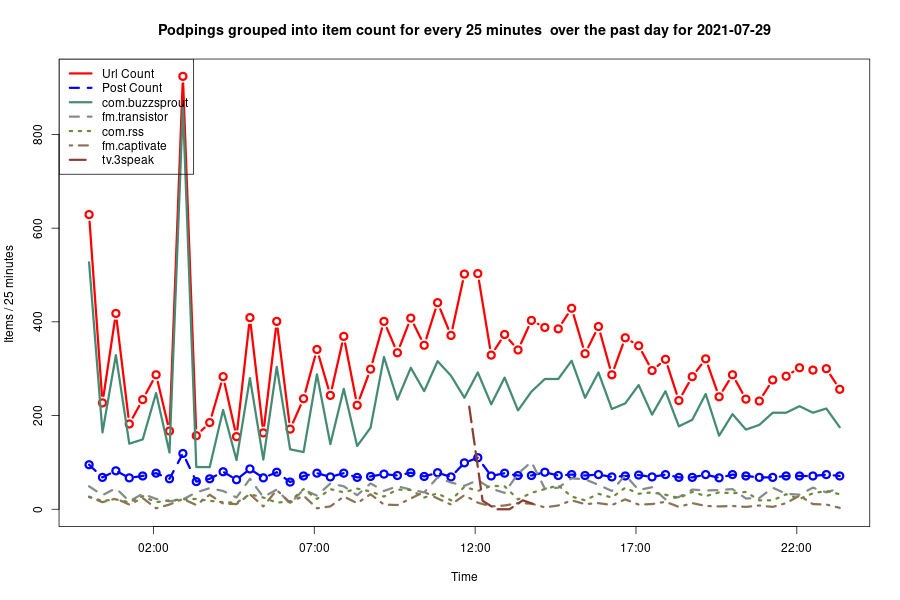 Podpings grouped into item count for every 25 minutes  over the past day for 2021-07-29
Url Count
Post Count
com.buzzsprout
fm.transistor
com.rss
fm.captivate
tv.3speak
Items / 25 minutes
800
600
400
200
0
02:00
07:00
12:00
17:00
22:00
Time